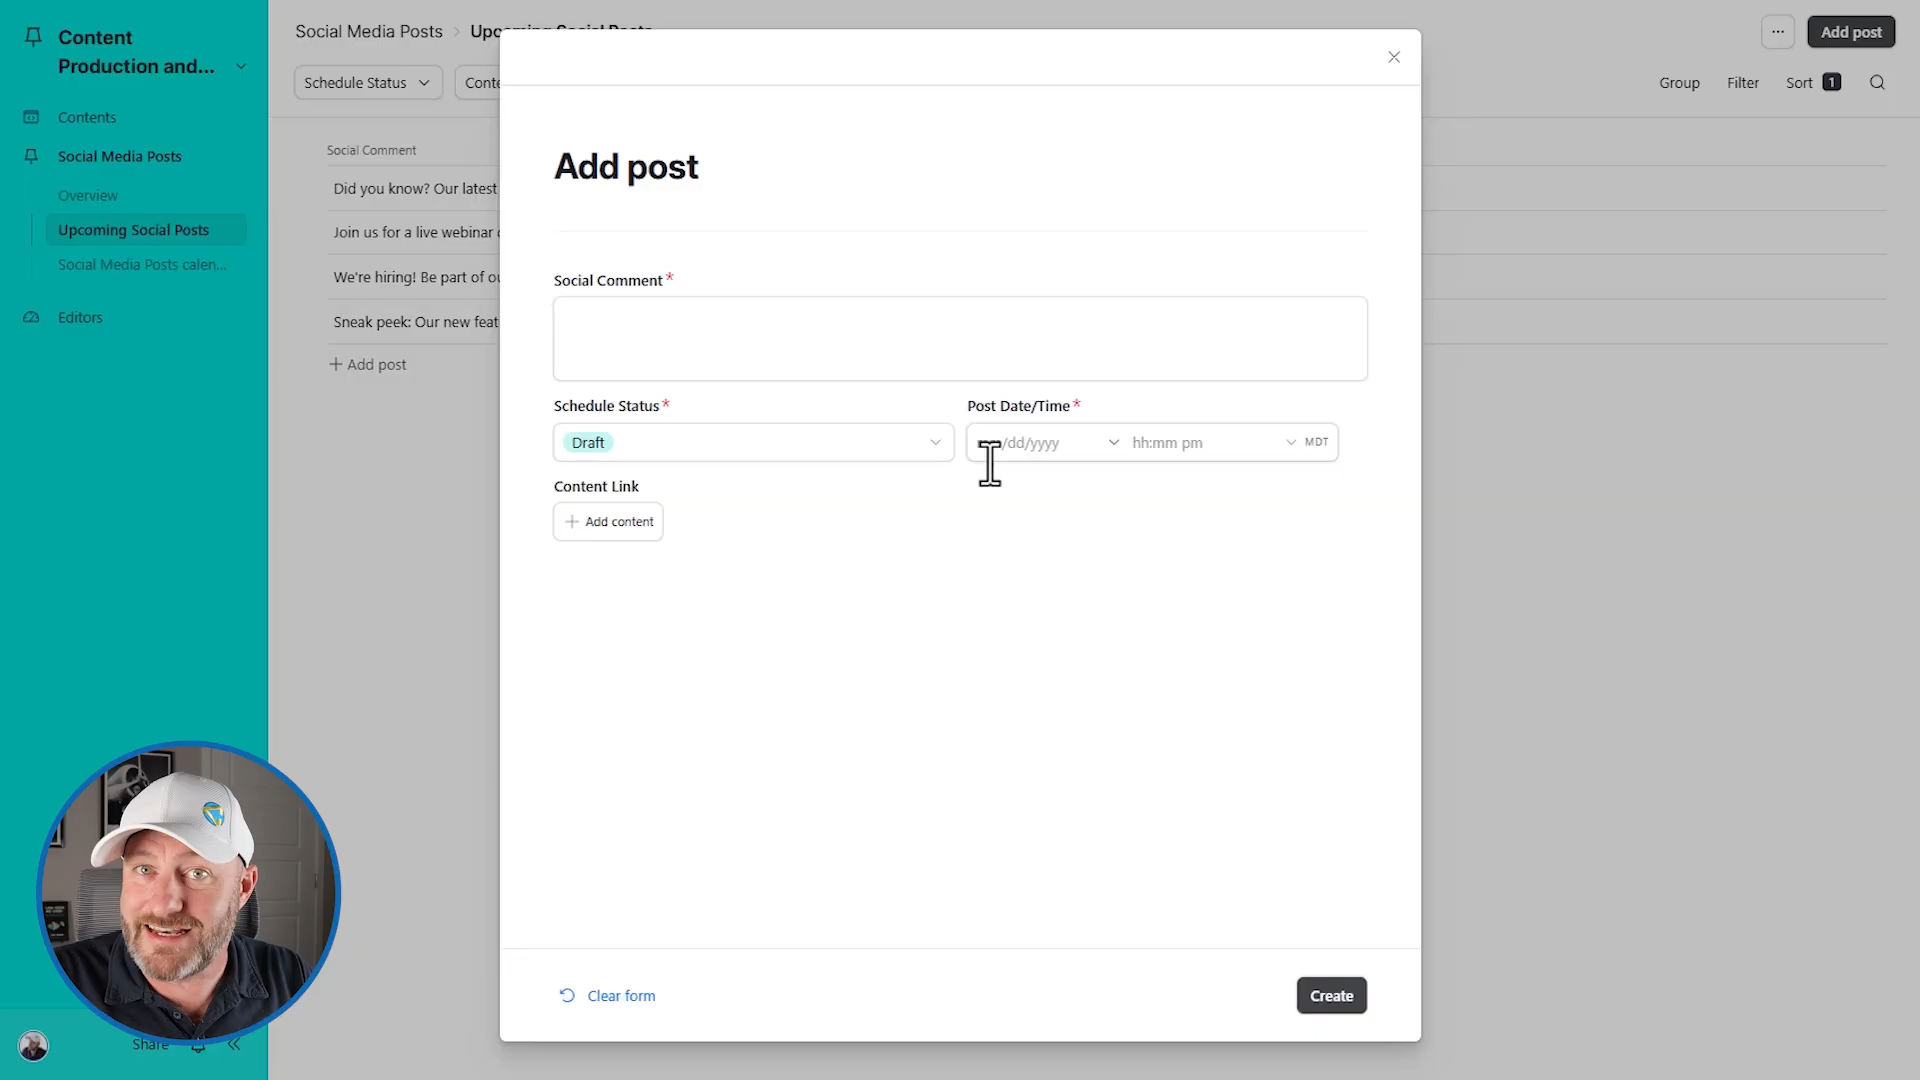 Content
Production and...
Contents
Social Media Posts
Overview
Upcoming Social Posts
Social Media Posts calen...
Editors
Share
Social Media Posts
Upcoming Social Posts
Add post
Schedule Status
Conte
Group
Filter
Sort 1
Social Comment
Did you know? Our latest
Join us for a live webinar
We're hiring! Be part of
Sneak peek: Our new feat
+ Add post
Add post
Social Comment*
Schedule Status*
Post Date/Time*
Draft
/dd/yyyy
hh:mm pm
MDT
Content Link
+ Add content
Clear form
Create